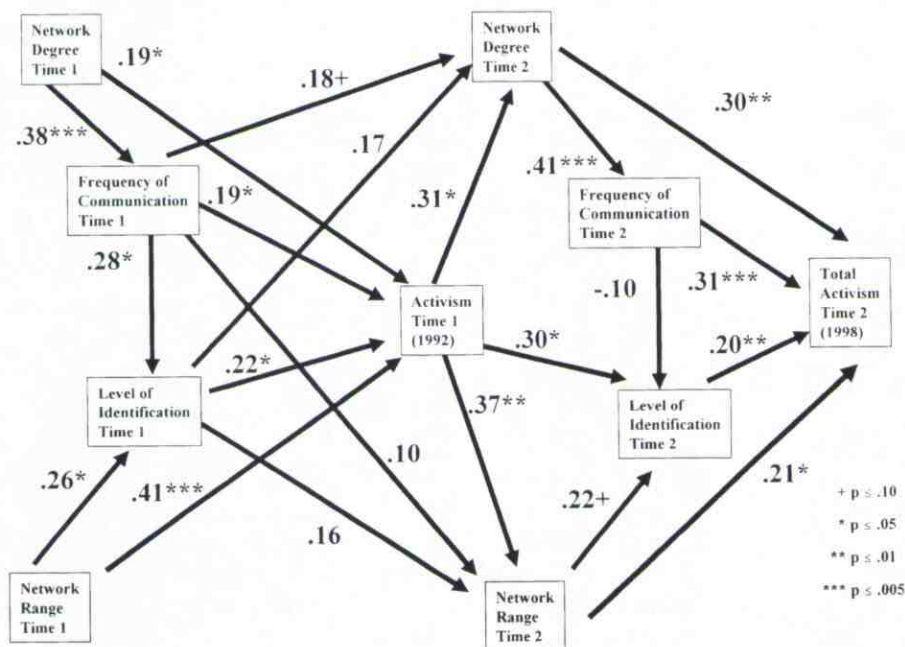 Network
Degree
Time 1
.19*
.38***
.18+
Network
Degree
Time 2
.30**
.17
.41***
Frequency of
Communication
Time 1
.19*
.31*
Frequency of
Communication
Time 2
.28*
-.10
.31***
Total
Activism
Time 2
(1998)
Activism
Time 1
(1992)
.30*
.20**
.22*
Level of
Identification
Time 1
.37**
Level of
Identification
Time 2
.26*
.41***
.10
.16
.22+
.21*
Network
Range
Time 1
Network
Range
Time 2
+ p ≤ .10
* p ≤ .05
** p ≤ .01
*** p ≤ .005